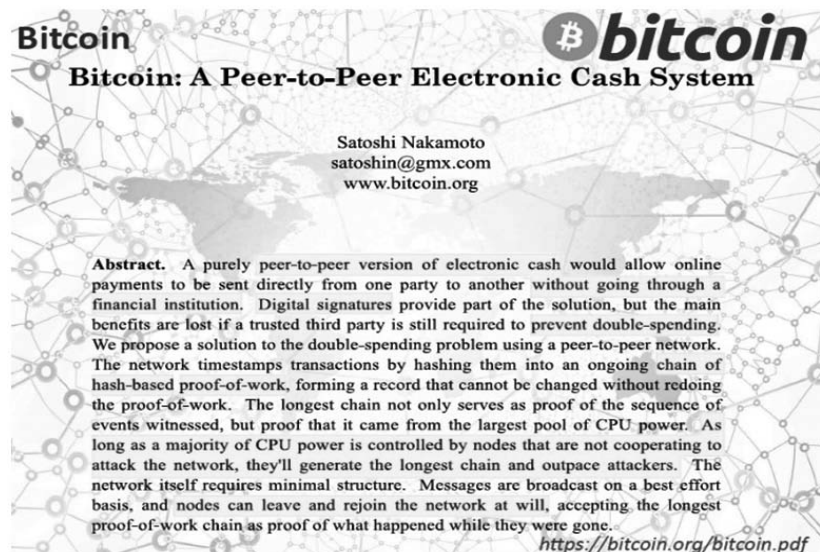 Bitcoin
bitcoin
Bitcoin: A Peer-to-Peer Electronic Cash System
Satoshi Nakamoto
satoshin@gmx.com
www.bitcoin.org
Abstract. A purely peer-to-peer version of electronic cash would allow online
payments to be sent directly from one party to another without going through a
financial institution. Digital signatures provide part of the solution, but the main
benefits are lost if a trusted third party is still required to prevent double-spending.
We propose a solution to the double-spending problem using a peer-to-peer network.
The network timestamps transactions by hashing them into an ongoing chain of
hash-based proof-of-work, forming a record that cannot be changed without redoing
the proof-of-work. The longest chain not only serves as proof of the sequence of
events witnessed, but proof that it came from the largest pool of CPU power. As
long as a majority of CPU power is controlled by nodes that are not cooperating to
attack the network, they'll generate the longest chain and outpace attackers. The
network itself requires minimal structure. Messages are broadcast on a best effort
basis, and nodes can leave and rejoin the network at will, accepting the longest
proof-of-work chain as proof of what happened while they were gone.
https://bitcoin.org/bitcoin.pdf